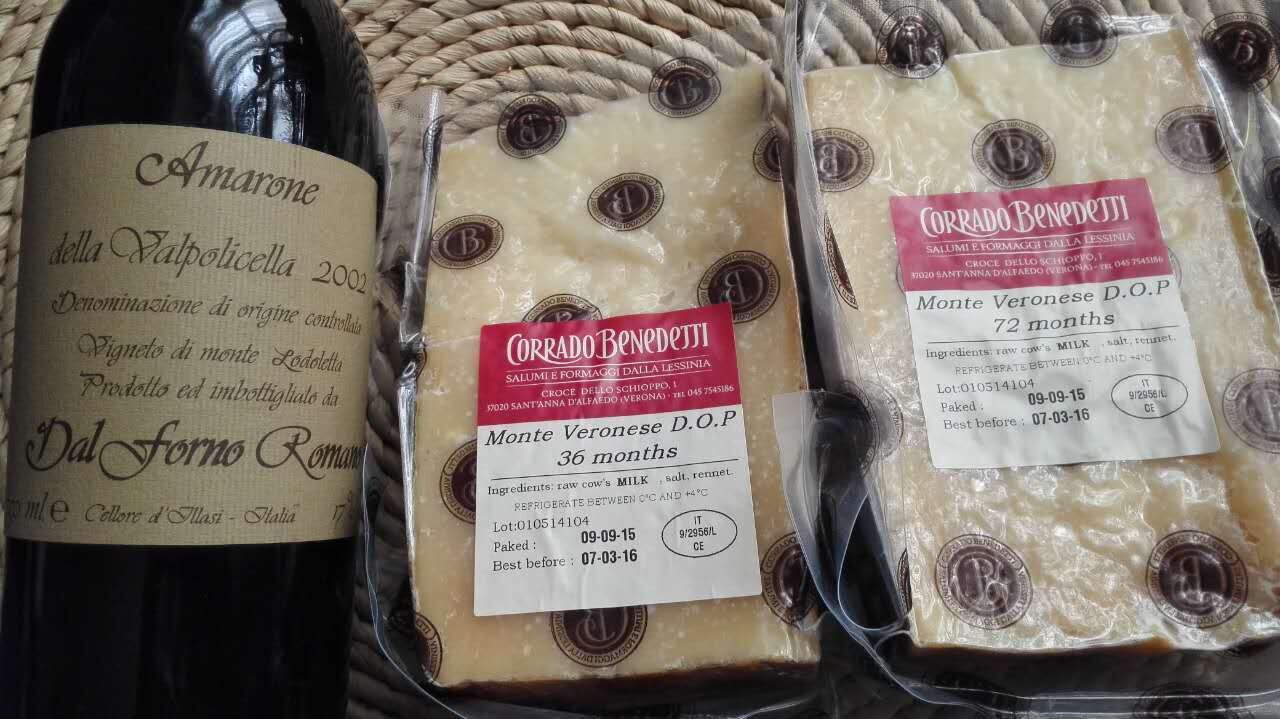 Amarone
della Valpolicella 2002
Denominazione di origine controllata
Vigneto di monte Lodoletta
Prodotto ed imbottigliato da
Dal Forno Romano
ml. e Cellore d'Illasi - Italia 17
CORRADO BENEDETTI
SALUMI E FORMAGGI DALLA LESSINIA
CROCE DELLO SCHIOPPO, 1
37020 SANT'ANNA D'ALFAEDO (VERONA) - TEL 045 7545186
Monte Veronese D.O.P
36 months
Ingredients: raw cow's MILK , salt, rennet.
REFRIGERATE BETWEEN 0°C AND +4°C
Lot:010514104
Paked : 09-09-15
Best before : 07-03-16
IT
9/2956/L
CE
CORRADO BENEDETTI
SALUMI E FORMAGGI DALLA LESSINIA
CROCE DELLO SCHIOPPO, 1
37020 SANT'ANNA D'ALFAEDO (VERONA) - TEL 045 7545186
Monte Veronese D.O.P
72 months
Ingredients: raw cow's MILK , salt, rennet.
REFRIGERATE BETWEEN 0°C AND +4°C
Lot:010514104
Paked : 09-09-15
Best before : 07-03-16
IT
9/2956/L
CE